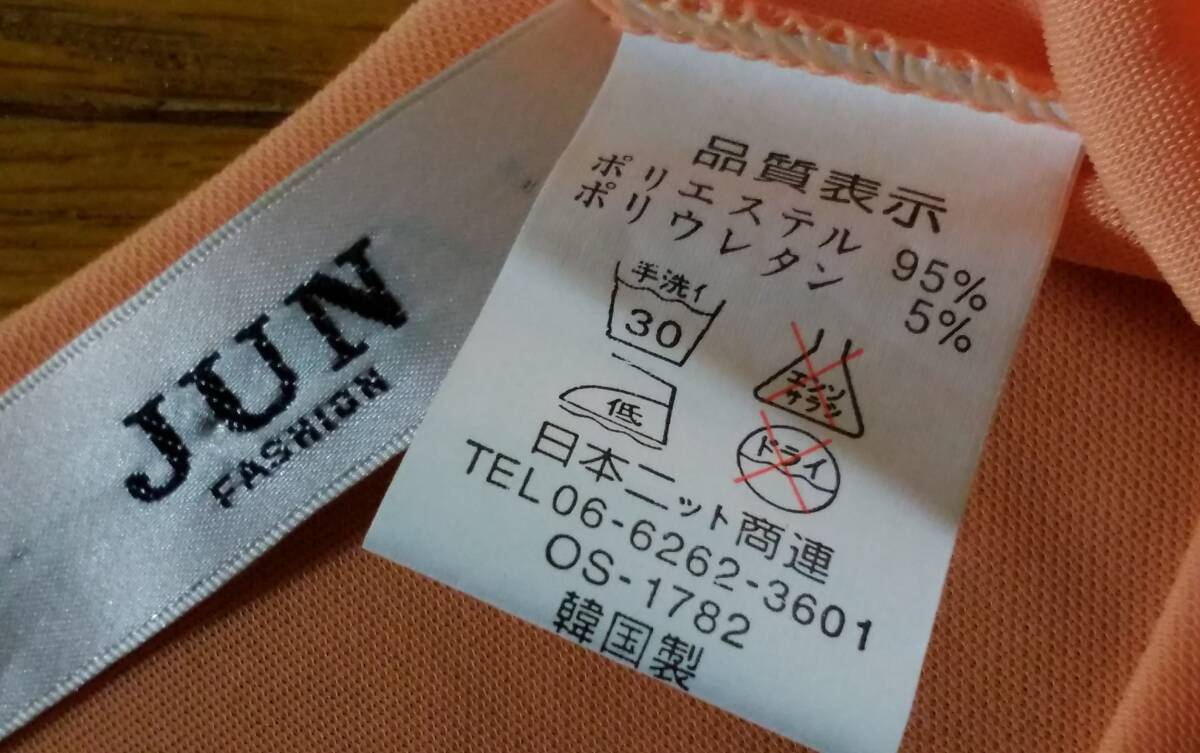 JUN
FASHION
品質表示
ポリエステル 95%
ポリウレタン 5%
手洗イ
30
エンソ
サラシ
低
ドライ
日本ニット商連
TEL06-6262-3601
OS-1782
韓国製